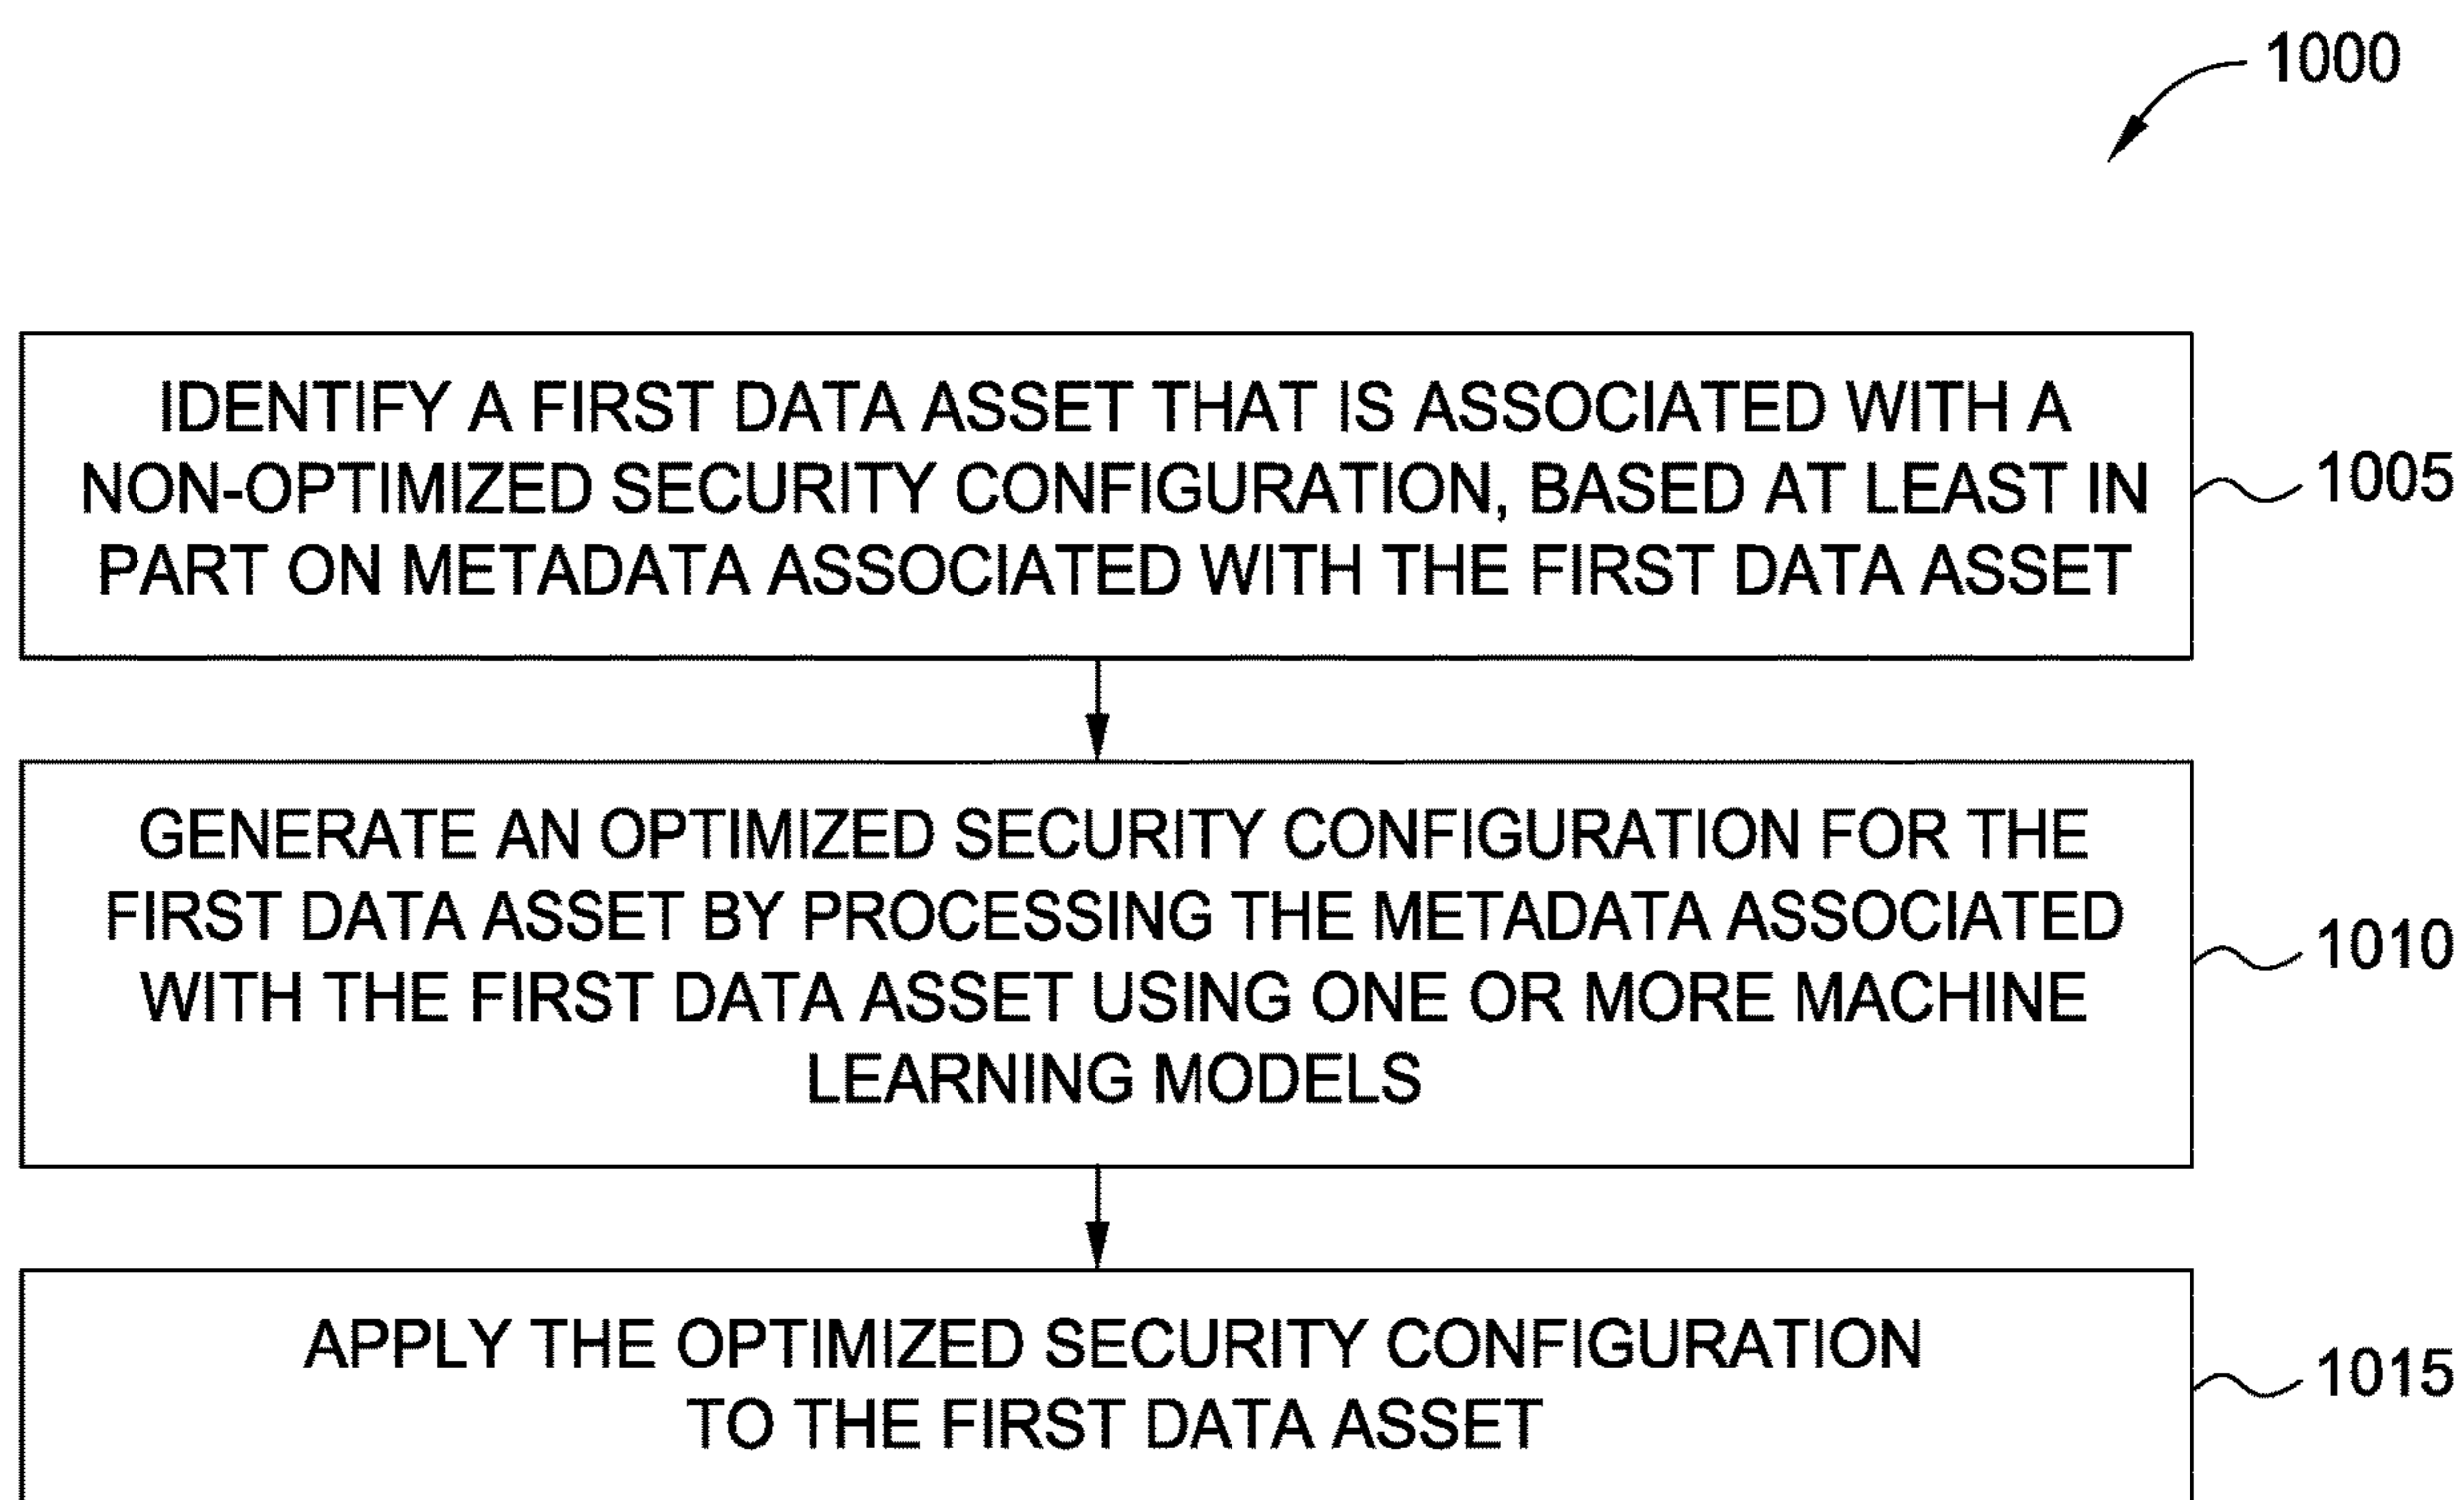 1000
IDENTIFY A FIRST DATA ASSET THAT IS ASSOCIATED WITH A
NON-OPTIMIZED SECURITY CONFIGURATION, BASED AT LEAST IN
PART ON METADATA ASSOCIATED WITH THE FIRST DATA ASSET
1005
GENERATE AN OPTIMIZED SECURITY CONFIGURATION FOR THE
FIRST DATA ASSET BY PROCESSING THE METADATA ASSOCIATED
WITH THE FIRST DATA ASSET USING ONE OR MORE MACHINE
LEARNING MODELS
1010
APPLY THE OPTIMIZED SECURITY CONFIGURATION
TO THE FIRST DATA ASSET
1015